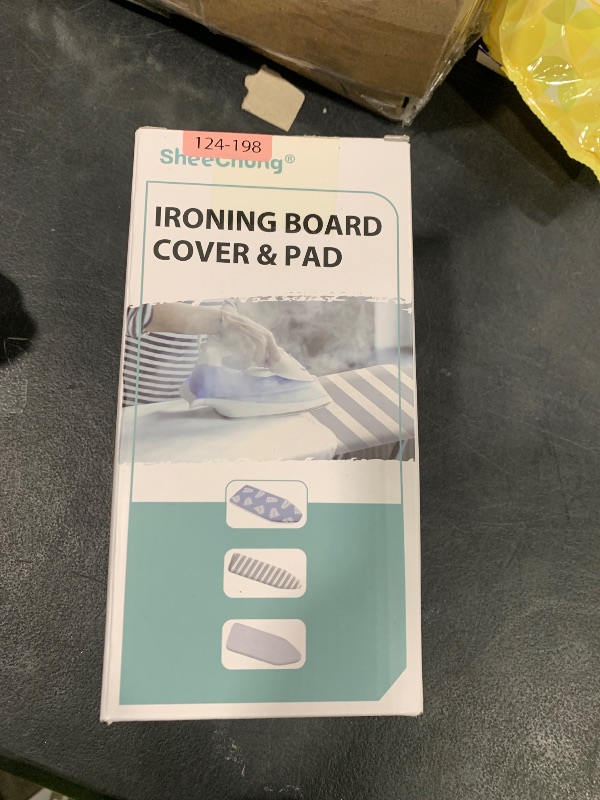 124-198
SheeChung®
IRONING BOARD
COVER & PAD